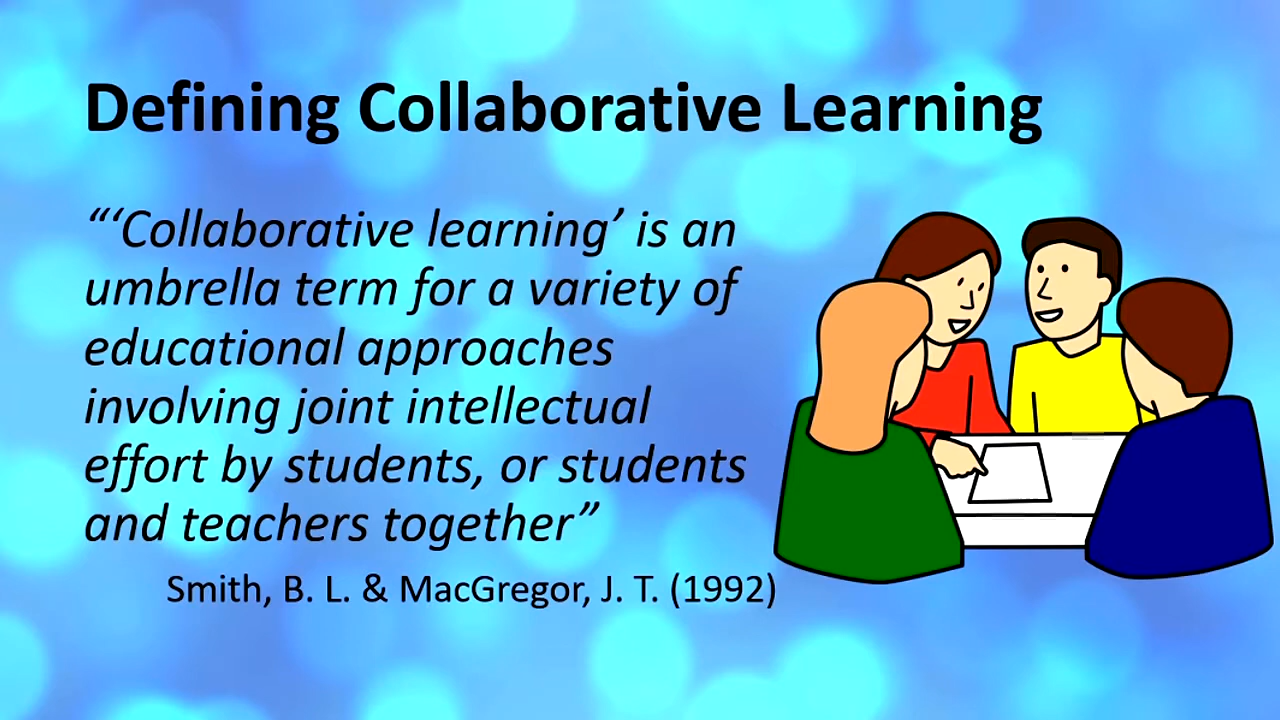 Defining Collaborative Learning
“‘Collaborative learning’ is an
umbrella term for a variety of
educational approaches
involving joint intellectual
effort by students, or students
and teachers together”
Smith, B. L. & MacGregor, J. T. (1992)